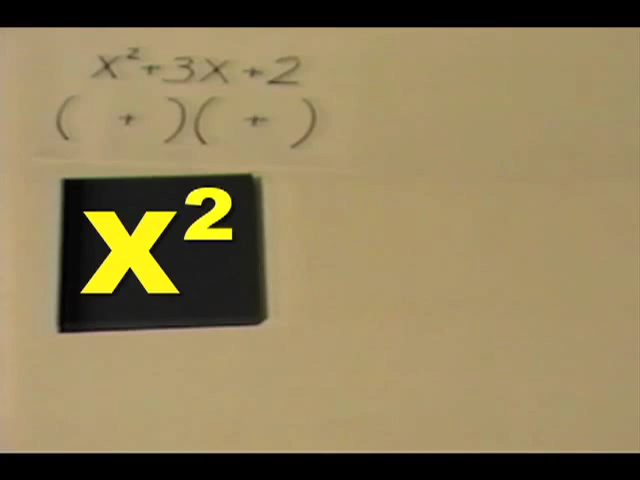 x²+3x+2
( + )( + )
x²